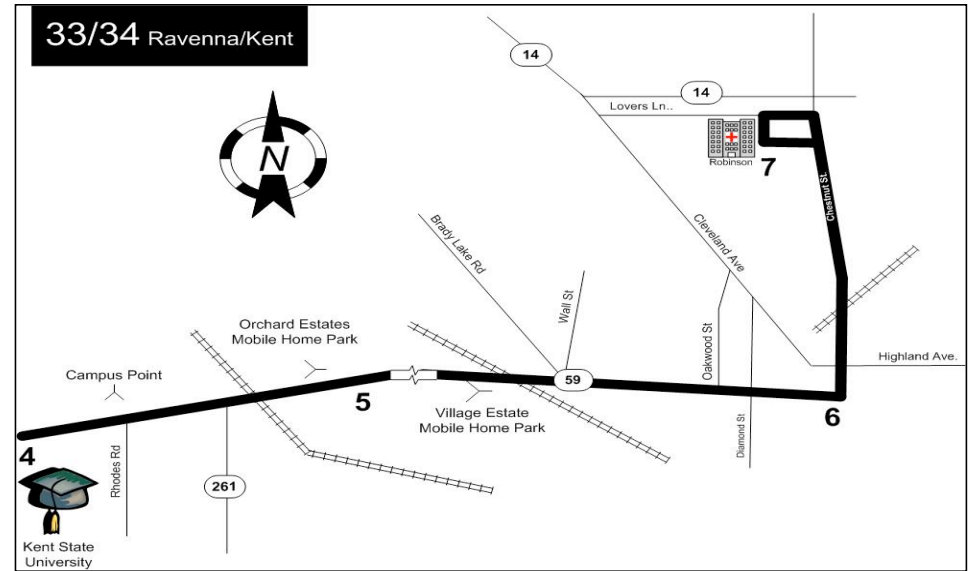 33/34 Ravenna/Kent
14
14
Lovers Ln..
N
Robinson
7
Chestnut St.
Brady Lake Rd
Cleveland Ave
Wall St
Orchard Estates
Mobile Home Park
Oakwood St
Highland Ave.
Campus Point
59
5
Village Estate
Mobile Home Park
6
Diamond St
4
Rhodes Rd
261
Kent State
University